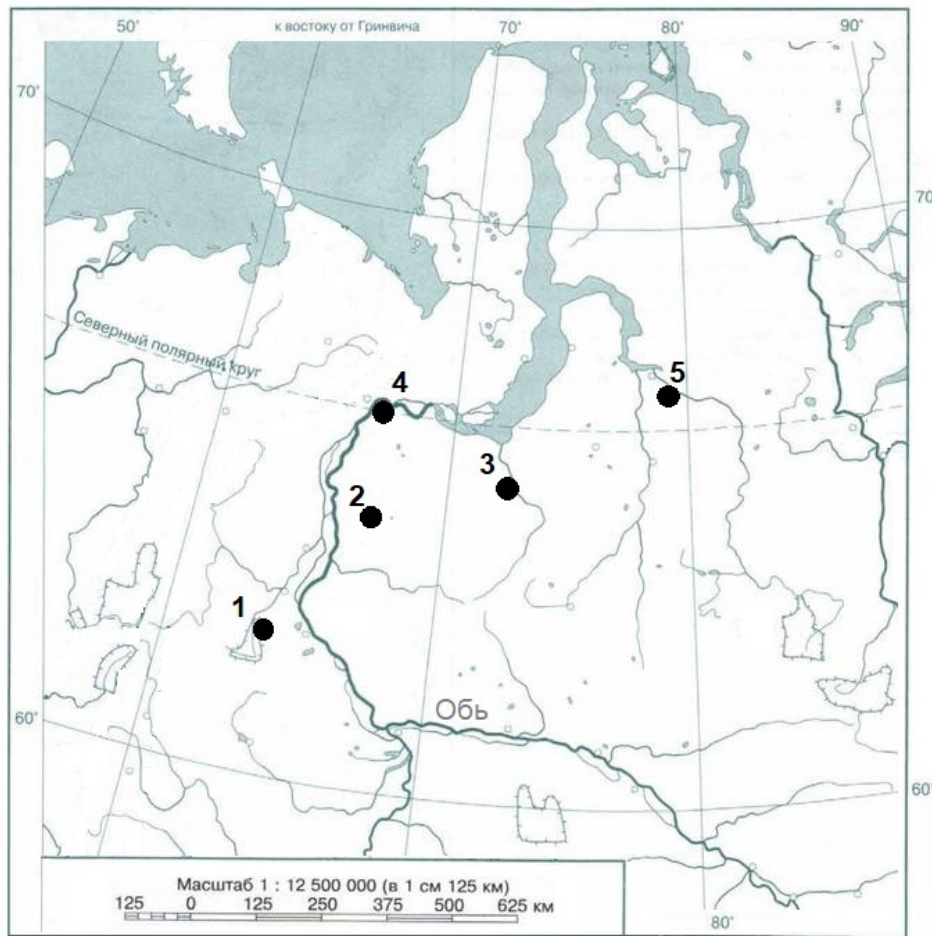 50° к востоку от Гринвича 70° 80° 90°
70°
70
Северный полярный круг
4
5
3
2
1
Обь
60°
60°
Масштаб 1 : 12 500 000 (в 1 см 125 км)
125 0 125 250 375 500 625 км
80°